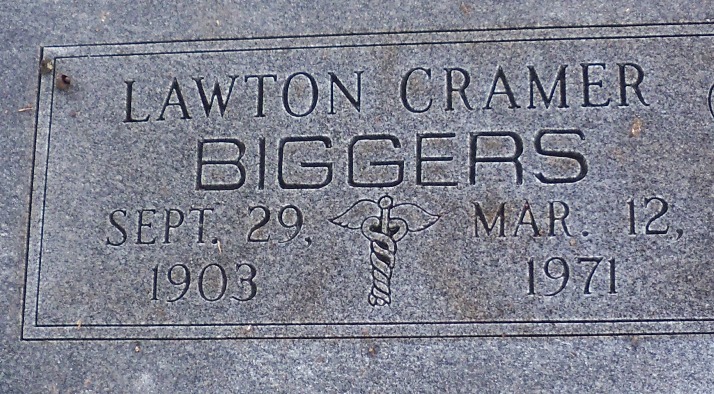 LAWTON CRAMER
BIGGERS
SEPT. 29, MAR. 12,
1903 1971